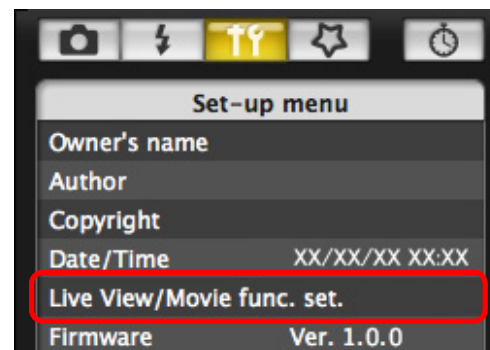 Set-up menu
Owner's name
Author
Copyright
Date/Time XX/XX/XX XX:XX
Live View/Movie func. set.
Firmware Ver. 1.0.0